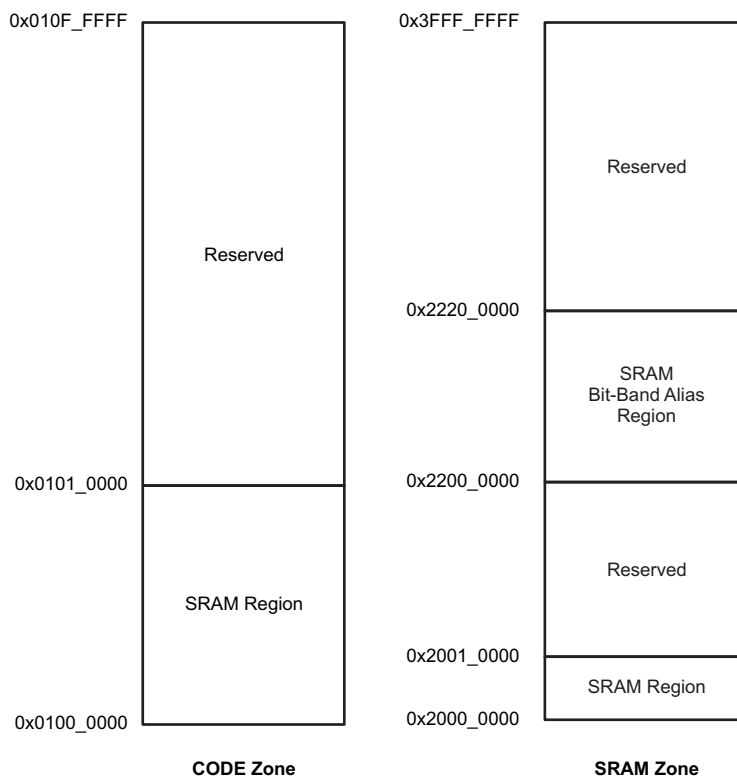 0x010F_FFFF
Reserved
0x0101_0000
SRAM Region
0x0100_0000
CODE Zone
0x3FFF_FFFF
Reserved
0x2220_0000
SRAM
Bit-Band Alias
Region
0x2200_0000
Reserved
0x2001_0000
SRAM Region
0x2000_0000
SRAM Zone